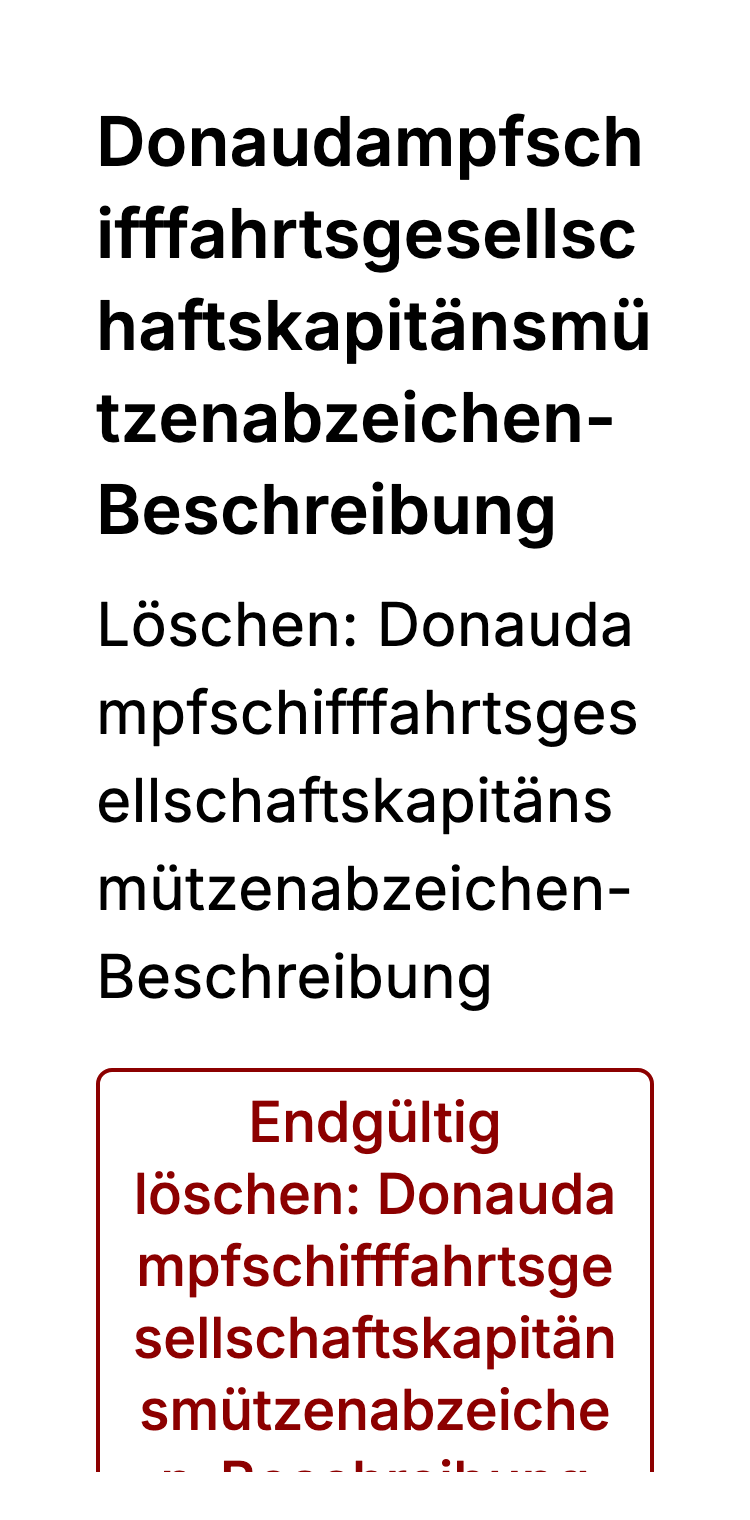 Donaudampfsch
ifffahrtsgesellsc
haftskapitänsmü
tzenabzeichen-
Beschreibung
Löschen: Donauda
mpfschifffahrtsges
ellschaftskapitäns
mützenabzeichen-
Beschreibung
Endgültig
löschen: Donauda
mpfschifffahrtsge
sellschaftskapitän
smützenabzeiche